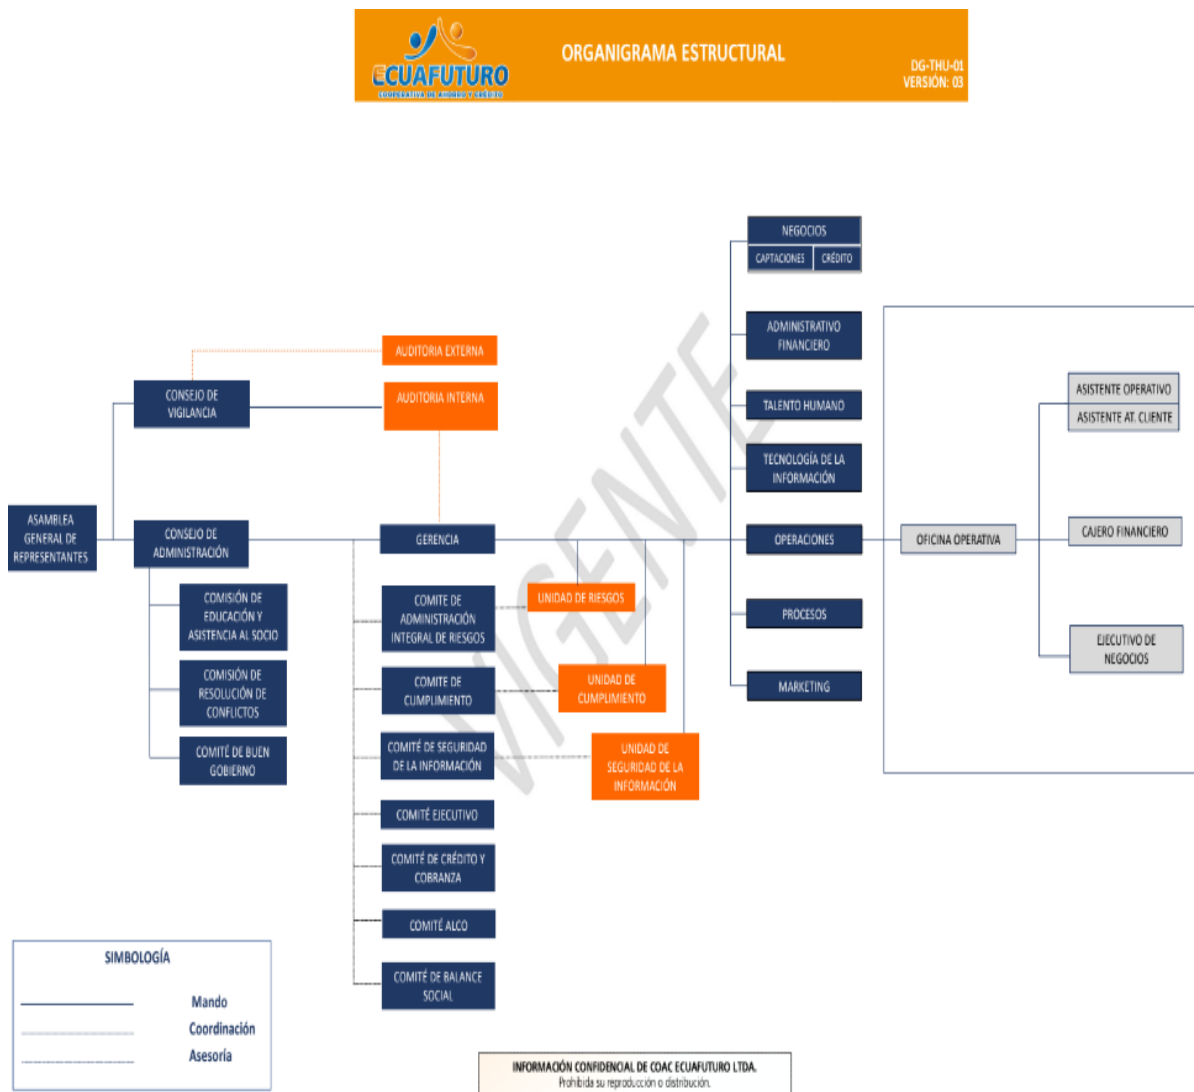 ECUAFUTURO
COOPERATIVA DE AHORRO Y CRÉDITO
ORGANIGRAMA ESTRUCTURAL
DG-THU-01
VERSIÓN: 03
NEGOCIOS
CAPTACIONES
CRÉDITO
ADMINISTRATIVO
FINANCIERO
AUDITORIA EXTERNA
CONSEJO DE
VIGILANCIA
AUDITORIA INTERNA
TALENTO HUMANO
ASISTENTE OPERATIVO
ASISTENTE AT. CLIENTE
TECNOLOGÍA DE LA
INFORMACIÓN
ASAMBLEA
GENERAL DE
REPRESENTANTES
CONSEJO DE
ADMINISTRACIÓN
GERENCIA
OPERACIONES
OFICINA OPERATIVA
CAJERO FINANCIERO
COMISIÓN DE
EDUCACIÓN Y
ASISTENCIA AL SOCIO
COMITE DE
ADMINISTRACIÓN
INTEGRAL DE RIESGOS
UNIDAD DE RIESGOS
PROCESOS
EJECUTIVO DE
NEGOCIOS
COMISIÓN DE
RESOLUCIÓN DE
CONFLICTOS
COMITE DE
CUMPLIMIENTO
UNIDAD DE
CUMPLIMIENTO
MARKETING
COMITÉ DE BUEN
GOBIERNO
COMITÉ DE SEGURIDAD
DE LA INFORMACIÓN
UNIDAD DE
SEGURIDAD DE LA
INFORMACIÓN
COMITÉ EJECUTIVO
COMITÉ DE CRÉDITO Y
COBRANZA
COMITÉ ALCO
COMITÉ DE BALANCE
SOCIAL
VIGENTE
SIMBOLOGÍA
Mando
Coordinación
Asesoría
INFORMACIÓN CONFIDENCIAL DE COAC ECUAFUTURO LTDA.
Prohibida su reproducción o distribución.